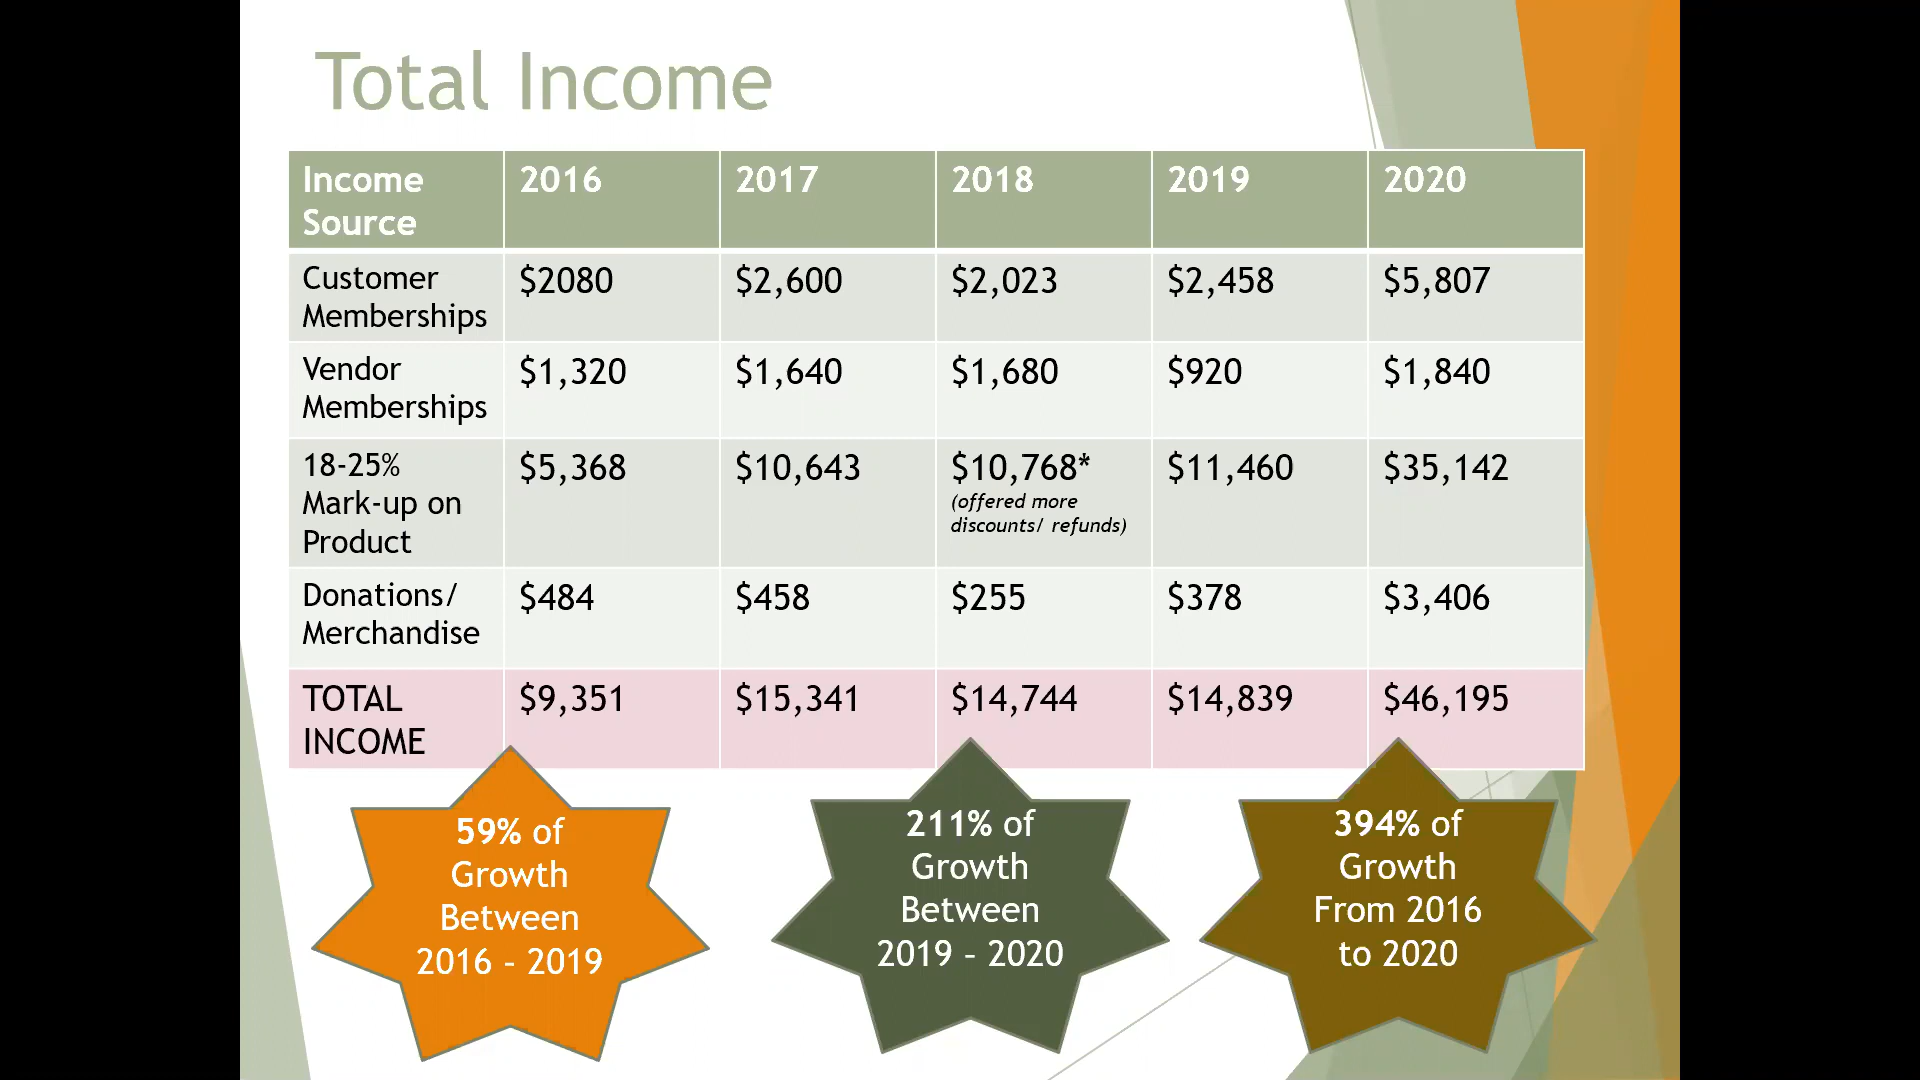 Total Income
Income Source 2016 2017 2018 2019 2020
Customer Memberships $2080 $2,600 $2,023 $2,458 $5,807
Vendor Memberships $1,320 $1,640 $1,680 $920 $1,840
18-25% Mark-up on Product $5,368 $10,643 $10,768* (offered more discounts/ refunds) $11,460 $35,142
Donations/ Merchandise $484 $458 $255 $378 $3,406
TOTAL INCOME $9,351 $15,341 $14,744 $14,839 $46,195
59% of
Growth
Between
2016 - 2019
211% of
Growth
Between
2019 - 2020
394% of
Growth
From 2016
to 2020